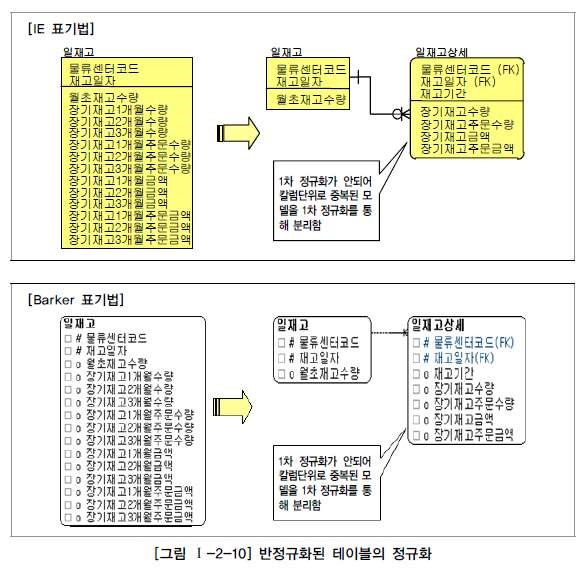 [IE 표기법]
일재고
물류센터코드
재고일자
월초재고수량
장기재고1개월수량
장기재고2개월수량
장기재고3개월수량
장기재고1개월주문수량
장기재고2개월주문수량
장기재고3개월주문수량
장기재고1개월금액
장기재고2개월금액
장기재고3개월금액
장기재고1개월주문금액
장기재고2개월주문금액
장기재고3개월주문금액
일재고
물류센터코드
재고일자
월초재고수량
일재고상세
물류센터코드 (FK)
재고일자 (FK)
재고기간
장기재고수량
장기재고주문수량
장기재고금액
장기재고주문금액
1차 정규화가 안되어
칼럼단위로 중복된 모
델을 1차 정규화를 통
해 분리함
[Barker 표기법]
일재고
# 물류센터코드
# 재고일자
o 월초재고수량
o 장기재고1개월수량
o 장기재고2개월수량
o 장기재고3개월수량
o 장기재고1개월주문수량
o 장기재고2개월주문수량
o 장기재고3개월주문수량
o 장기재고1개월금액
o 장기재고2개월금액
o 장기재고3개월금액
o 장기재고1개월주문금액
o 장기재고2개월주문금액
o 장기재고3개월주문금액
일재고
# 물류센터코드
# 재고일자
o 월초재고수량
일재고상세
# 물류센터코드(FK)
# 재고일자(FK)
o 재고기간
o 장기재고수량
o 장기재고주문수량
o 장기재고금액
o 장기재고주문금액
1차 정규화가 안되어
칼럼단위로 중복된 모
델을 1차 정규화를 통
해 분리함
[그림 Ⅰ-2-10] 반정규화된 테이블의 정규화